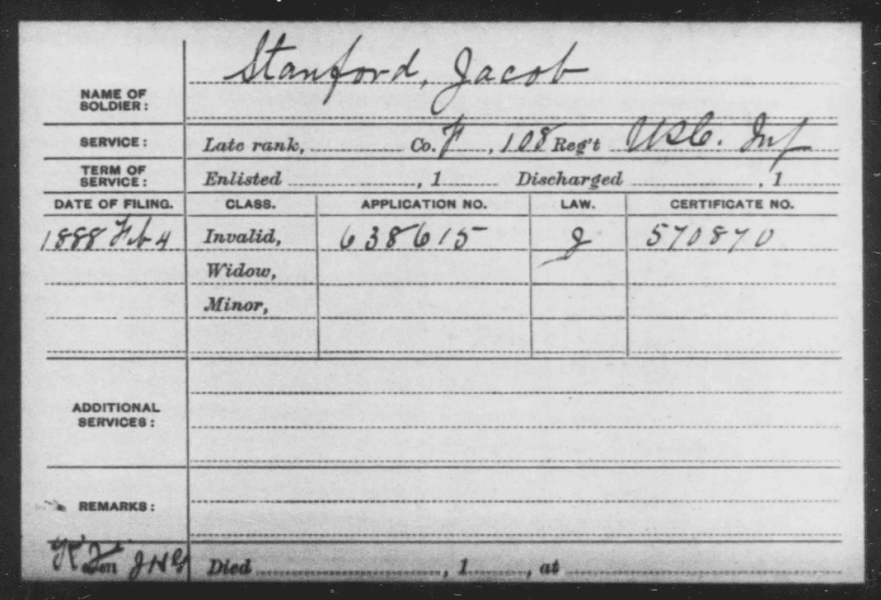 Stanford, Jacob
NAME OF
SOLDIER:
SERVICE: Late rank, Co. F, 108 Reg't U.S.C. Inf
TERM OF
SERVICE: Enlisted , 1 Discharged , 1
DATE OF FILING. CLASS. APPLICATION NO. LAW. CERTIFICATE NO.
1888 Feb 4 Invalid, 638615 J 570870
Widow,
Minor,
ADDITIONAL
SERVICES:
REMARKS:
Died , 1 , at